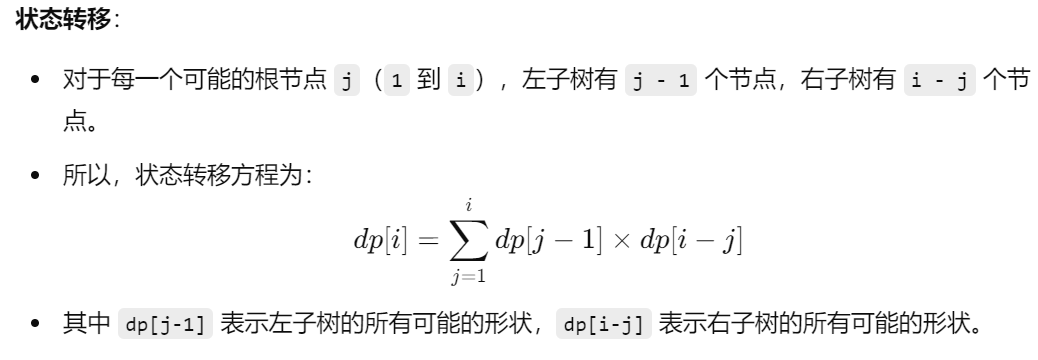 状态转移：
• 对于每一个可能的根节点 j（1 到 i），左子树有 j - 1 个节点，右子树有 i - j 个节
点。
• 所以，状态转移方程为：
dp[i] = \sum_{j=1}^{i} dp[j − 1] × dp[i − j]
• 其中 dp[j-1] 表示左子树的所有可能的形状，dp[i-j] 表示右子树的所有可能的形状。